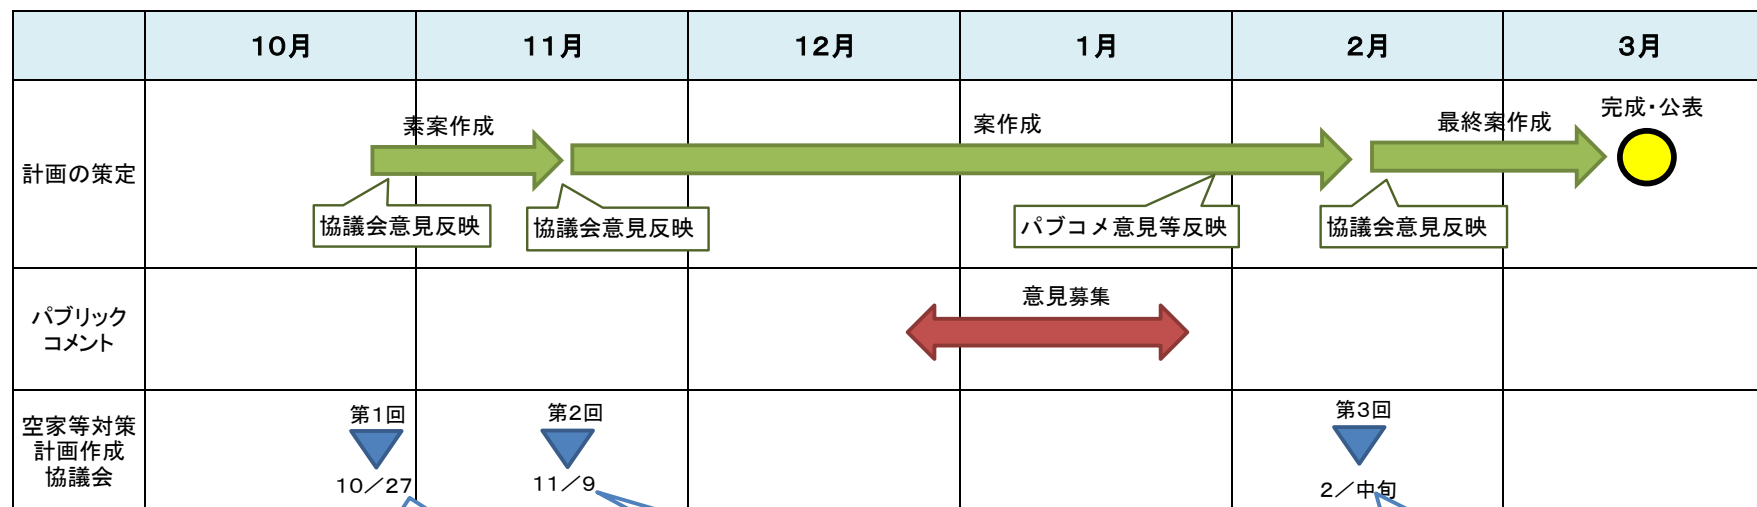 10月
11月
12月
1月
2月
3月
計画の策定
素案作成
案作成
最終案作成
完成・公表
協議会意見反映
協議会意見反映
パブコメ意見等反映
協議会意見反映
パブリック
コメント
意見募集
空家等対策
計画作成
協議会
第1回
10／27
第2回
11／9
第3回
2／中旬